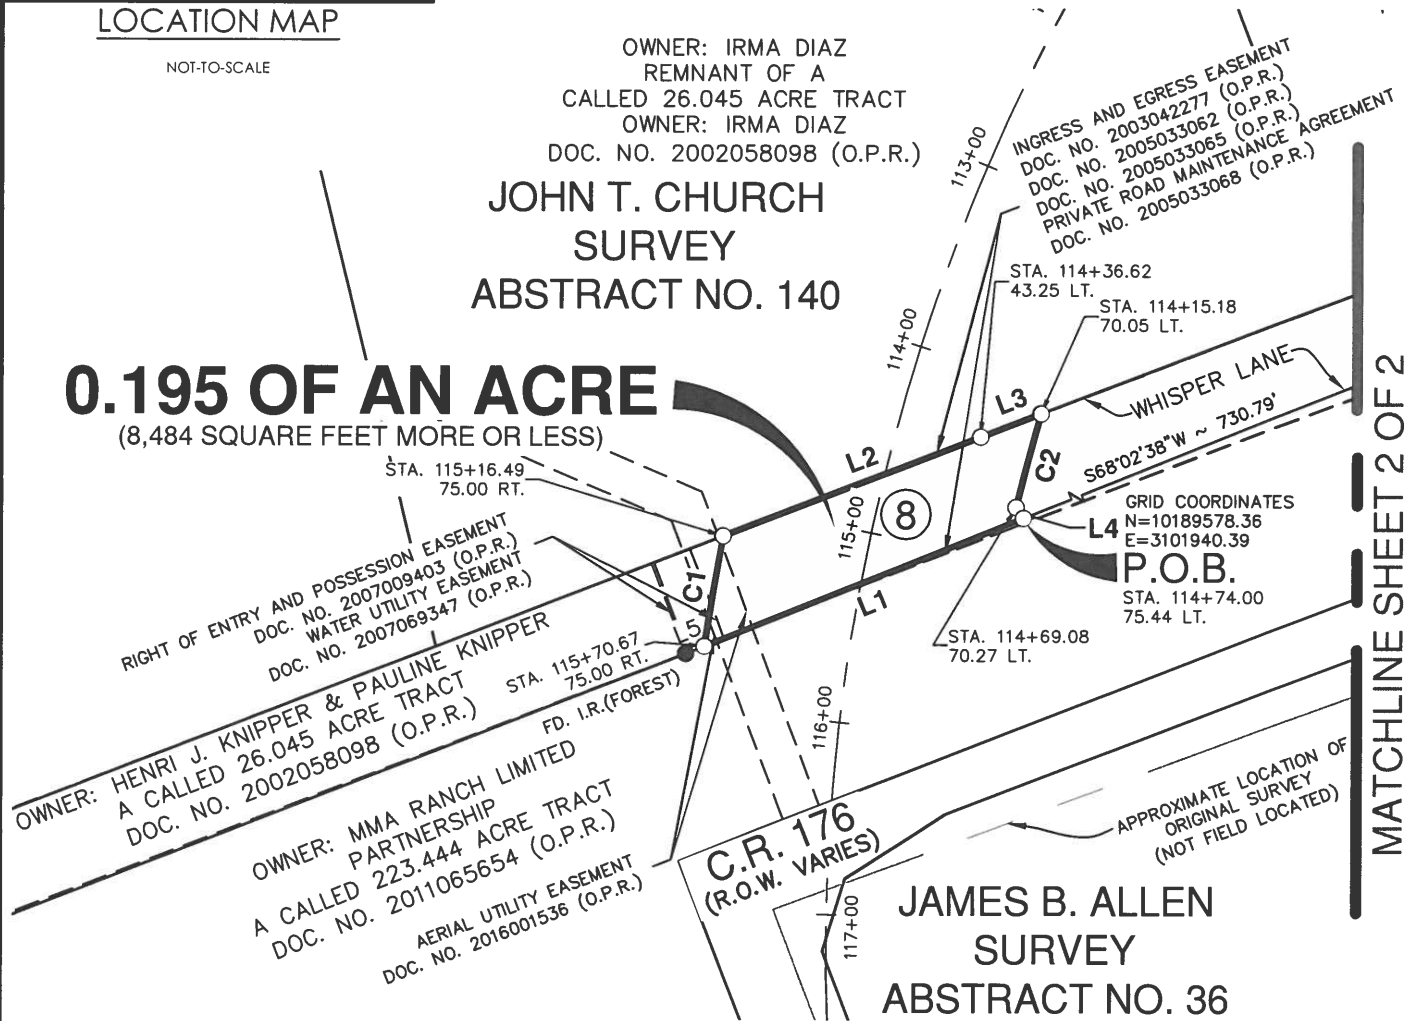 LOCATION MAP
NOT-TO-SCALE
OWNER: IRMA DIAZ
REMNANT OF A
CALLED 26.045 ACRE TRACT
OWNER: IRMA DIAZ
DOC. NO. 2002058098 (O.P.R.)
JOHN T. CHURCH
SURVEY
ABSTRACT NO. 140
113+00
INGRESS AND EGRESS EASEMENT
DOC. NO. 2003042277 (O.P.R.)
DOC. NO. 2005033062 (O.P.R.)
DOC. NO. 2005033065 (O.P.R.)
PRIVATE ROAD MAINTENANCE AGREEMENT
DOC. NO. 2005033068 (O.P.R.)
STA. 114+36.62
43.25 LT.
STA. 114+15.18
70.05 LT.
114+00
0.195 OF AN ACRE
(8,484 SQUARE FEET MORE OR LESS)
STA. 115+16.49
75.00 RT.
L2
L3
WHISPER LANE
S68°02'38"W ~ 730.79'
C2
8
115+00
L4
GRID COORDINATES
N=10189578.36
E=3101940.39
P.O.B.
STA. 114+74.00
75.44 LT.
MATCHLINE SHEET 2 OF 2
RIGHT OF ENTRY AND POSSESSION EASEMENT
DOC. NO. 2007009403 (O.P.R.)
WATER UTILITY EASEMENT
DOC. NO. 2007069347 (O.P.R.)
C1
L1
5
STA. 114+69.08
70.27 LT.
STA. 115+70.67
75.00 RT.
FD. I.R.(FOREST)
OWNER: HENRI J. KNIPPER & PAULINE KNIPPER
A CALLED 26.045 ACRE TRACT
DOC. NO. 2002058098 (O.P.R.)
116+00
OWNER: MMA RANCH LIMITED
PARTNERSHIP
A CALLED 223.444 ACRE TRACT
DOC. NO. 2011065654 (O.P.R.)
AERIAL UTILITY EASEMENT
DOC. NO. 2016001536 (O.P.R.)
C.R. 176
(R.O.W. VARIES)
APPROXIMATE LOCATION OF
ORIGINAL SURVEY
(NOT FIELD LOCATED)
117+00
JAMES B. ALLEN
SURVEY
ABSTRACT NO. 36